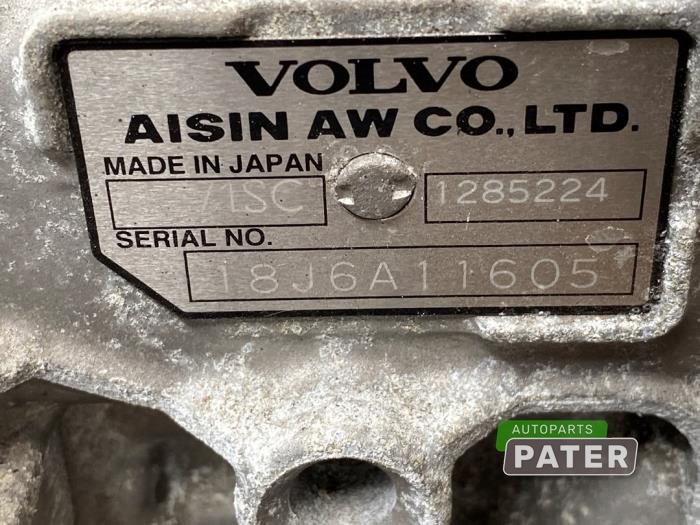 VOLVO
AISIN AW CO., LTD.
MADE IN JAPAN
1285224
SERIAL NO.
18J6A11605
AUTOPARTS
PATER